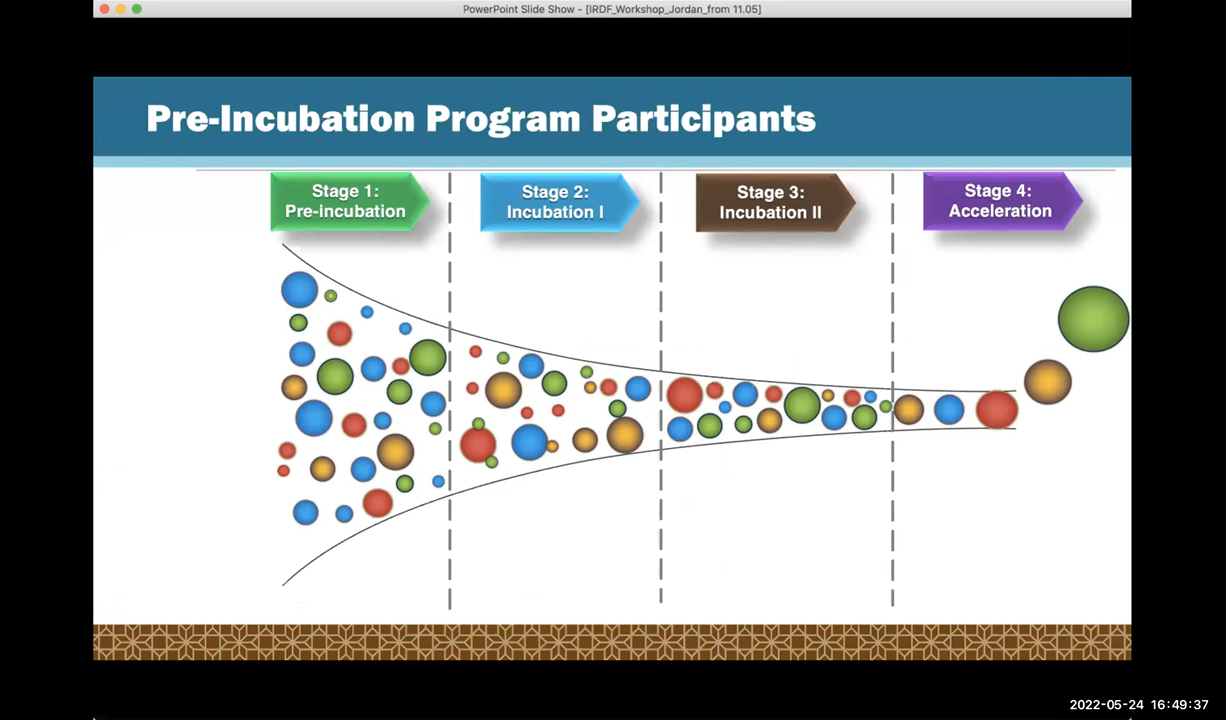 PowerPoint Slide Show - [IRDF_Workshop_Jordan_from 11.05]
Pre-Incubation Program Participants
Stage 1:
Pre-incubation
Stage 2:
Incubation I
Stage 3:
Incubation II
Stage 4:
Acceleration
2022-05-24 16:49:37